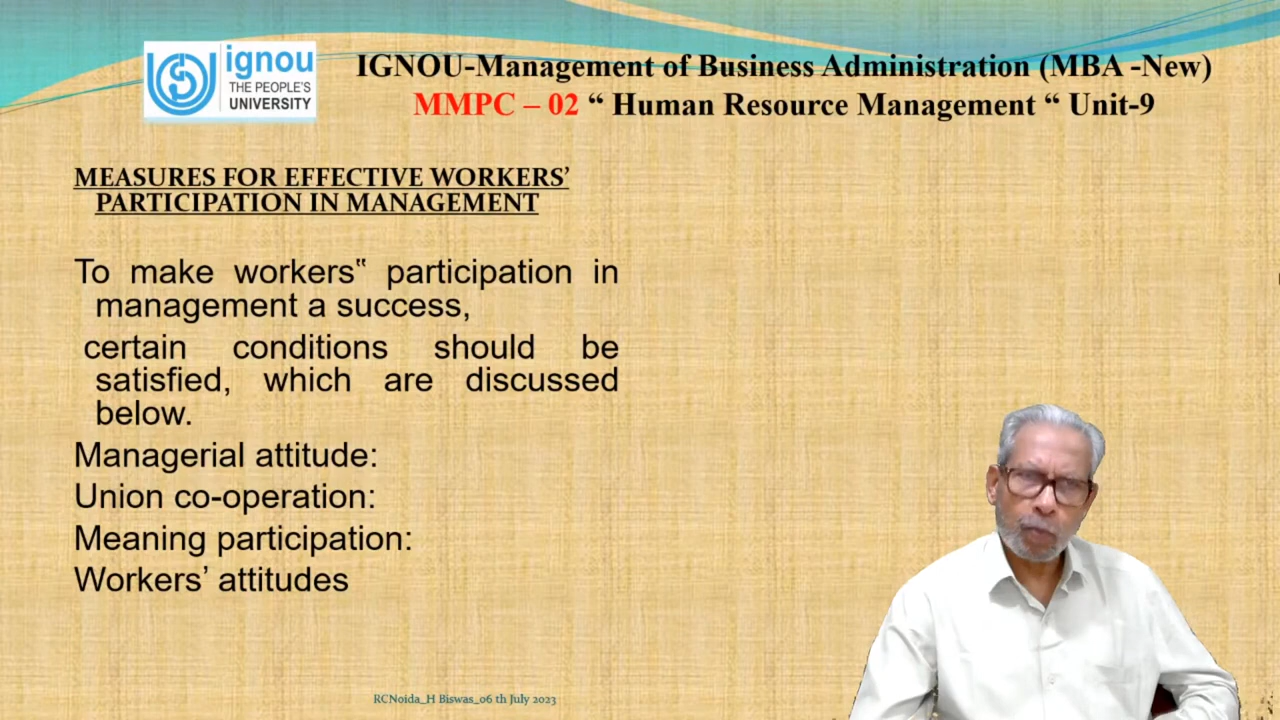 ignou
THE PEOPLE'S
UNIVERSITY
IGNOU-Management of Business Administration (MBA -New)
MMPC – 02 “ Human Resource Management “ Unit-9
MEASURES FOR EFFECTIVE WORKERS’
PARTICIPATION IN MANAGEMENT
To make workers‟ participation in
management a success,
certain conditions should be
satisfied, which are discussed
below.
Managerial attitude:
Union co-operation:
Meaning participation:
Workers’ attitudes
RCNoida_H Biswas_06 th July 2023